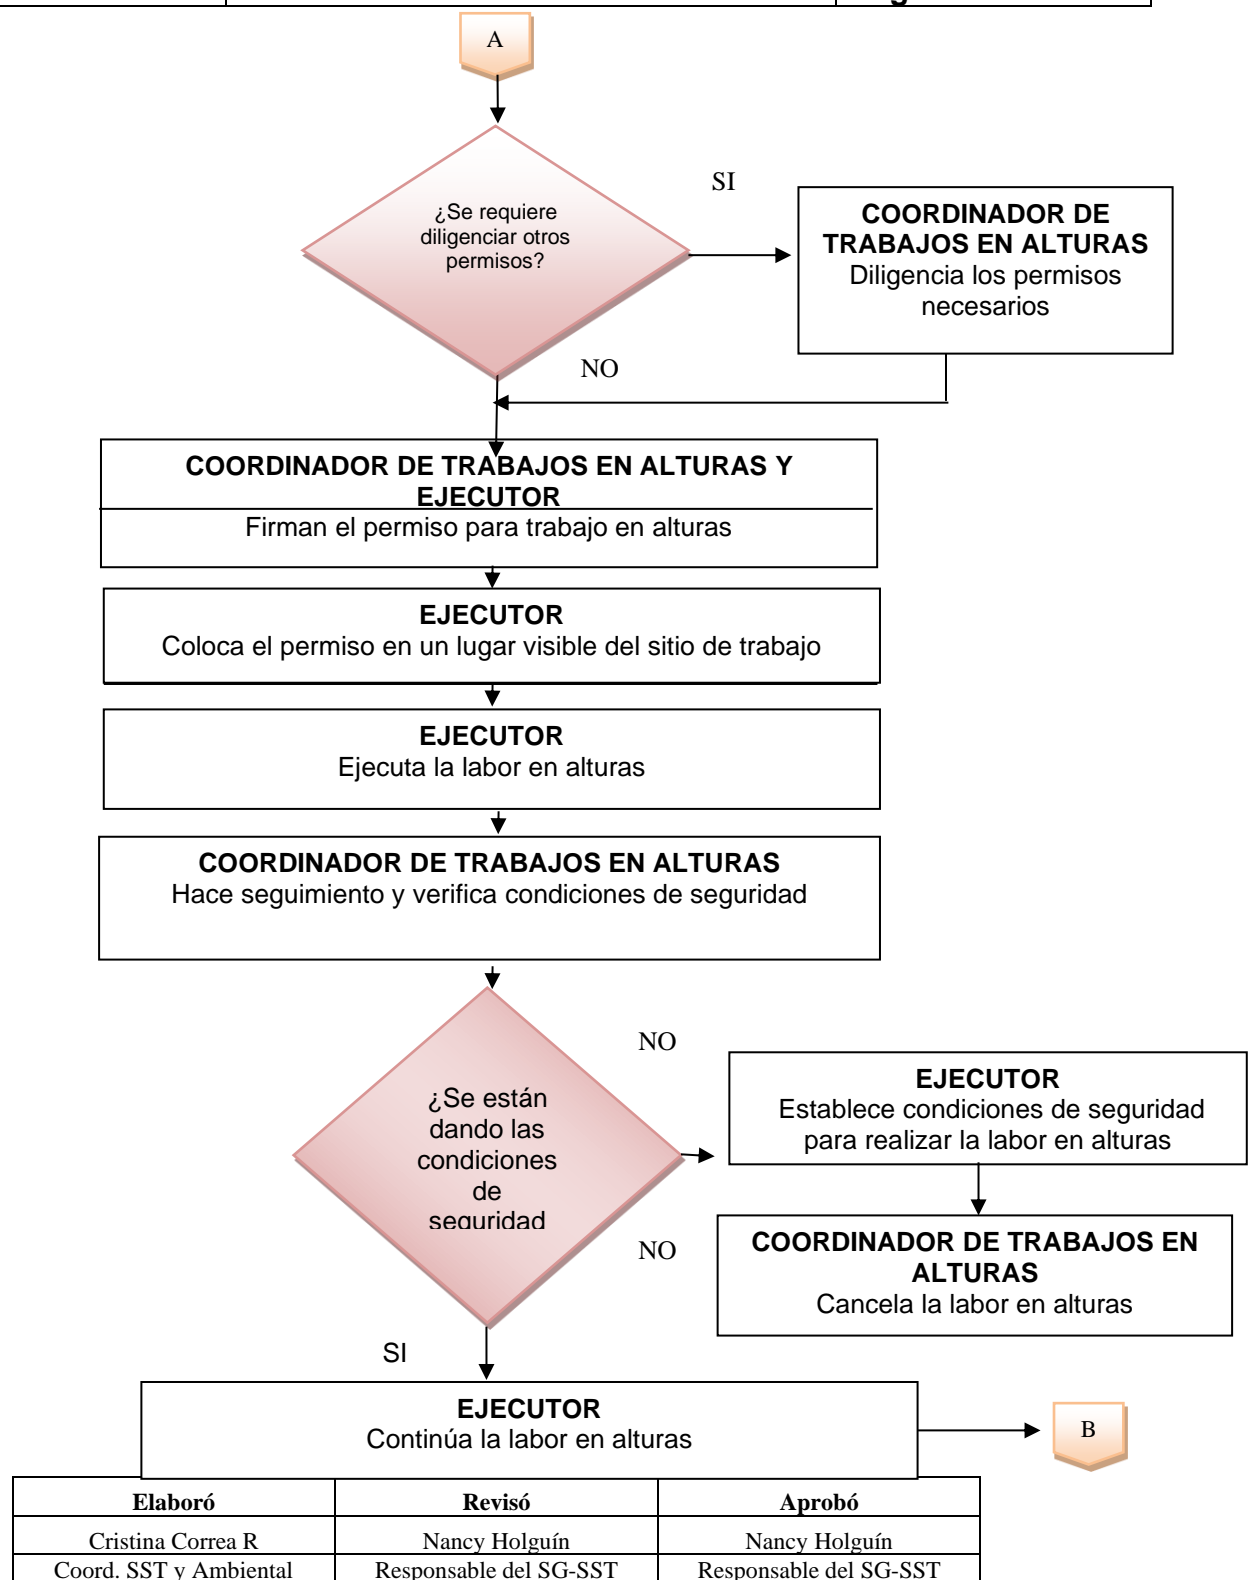 A
¿Se requiere
diligenciar otros
permisos?
SI
COORDINADOR DE
TRABAJOS EN ALTURAS
Diligencia los permisos
necesarios
NO
COORDINADOR DE TRABAJOS EN ALTURAS Y
EJECUTOR
Firman el permiso para trabajo en alturas
EJECUTOR
Coloca el permiso en un lugar visible del sitio de trabajo
EJECUTOR
Ejecuta la labor en alturas
COORDINADOR DE TRABAJOS EN ALTURAS
Hace seguimiento y verifica condiciones de seguridad
¿Se están
dando las
condiciones
de
seguridad
NO
EJECUTOR
Establece condiciones de seguridad
para realizar la labor en alturas
NO
COORDINADOR DE TRABAJOS EN
ALTURAS
Cancela la labor en alturas
SI
EJECUTOR
Continúa la labor en alturas
B
Elaboró Revisó Aprobó
Cristina Correa R Nancy Holguín Nancy Holguín
Coord. SST y Ambiental Responsable del SG-SST Responsable del SG-SST